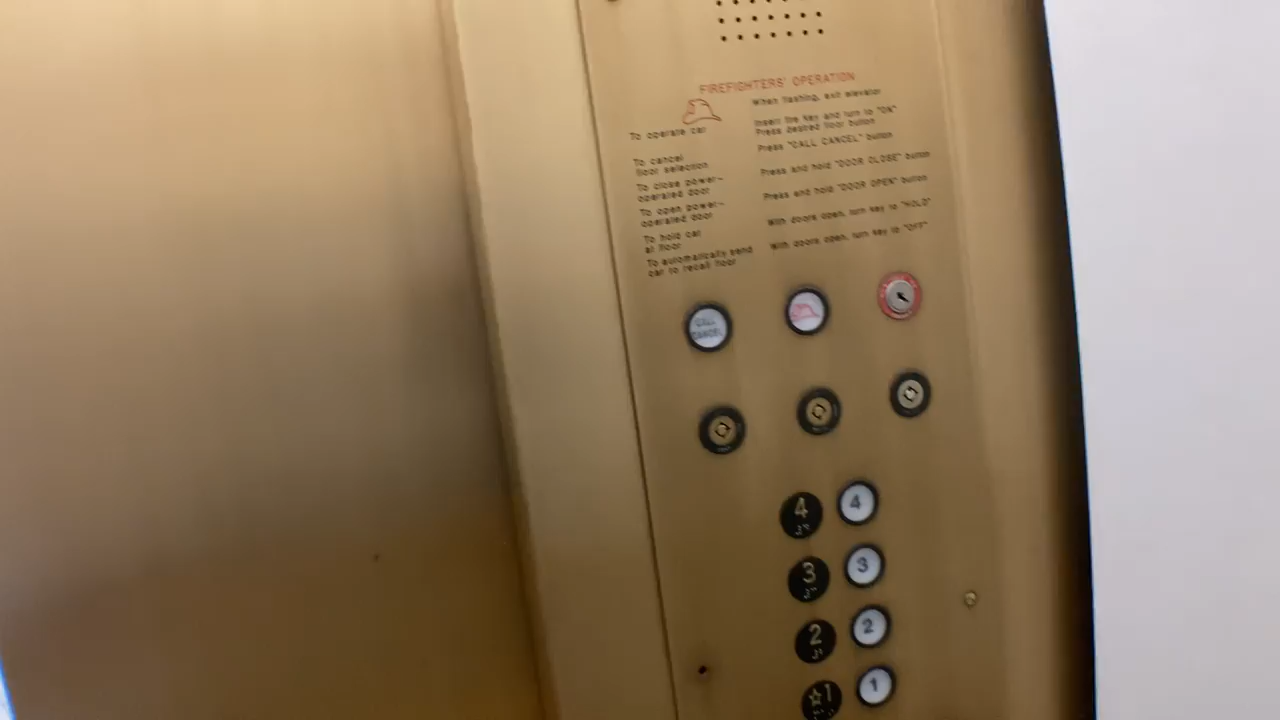 FIREFIGHTERS' OPERATION
When flashing, exit elevator
To operate car
Insert fire key and turn to "ON"
Press desired floor button
To cancel
floor selection
Press "CALL CANCEL" button
To close power-
operated door
Press and hold "DOOR CLOSE" button
To open power-
operated door
Press and hold "DOOR OPEN" button
To hold car
at floor
With doors open, turn key to "HOLD"
To automatically send
car to recall floor
With doors open, turn key to "OFF"
CALL
CANCEL
4 4
3 3
2 2
☆1 1